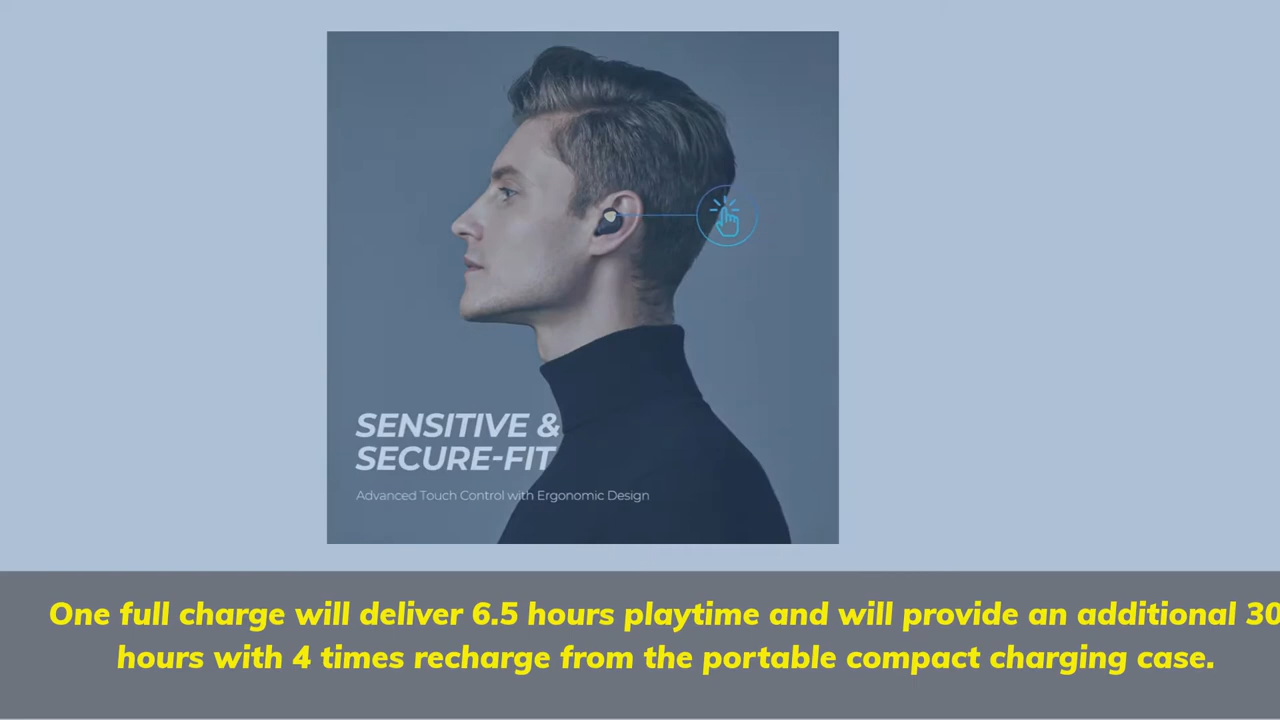 SENSITIVE &
SECURE-FIT
Advanced Touch Control with Ergonomic Design
One full charge will deliver 6.5 hours playtime and will provide an additional 30
hours with 4 times recharge from the portable compact charging case.